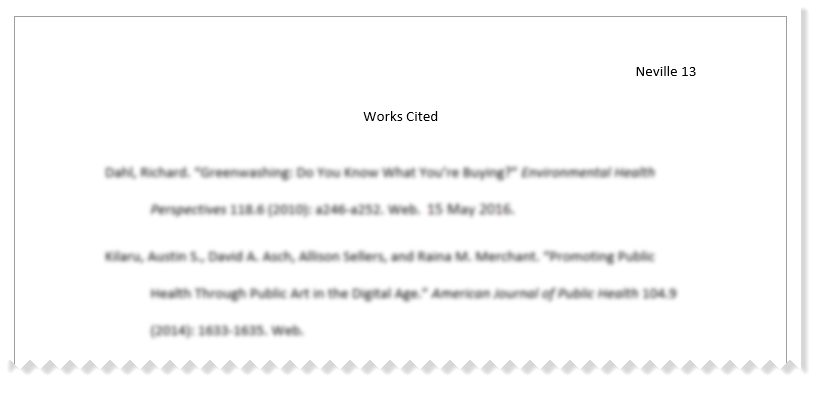 Neville 13
Works Cited
Dahl, Richard. "Greenwashing: Do You Know What You're Buying?" Environmental Health
Perspectives 118.6 (2010): a246-a252. Web. 15 May 2016.
Kilaru, Austin S., David A. Asch, Allison Sellers, and Raina M. Merchant. "Promoting Public
Health Through Public Art in the Digital Age." American Journal of Public Health 104.9
(2014): 1633-1635. Web.